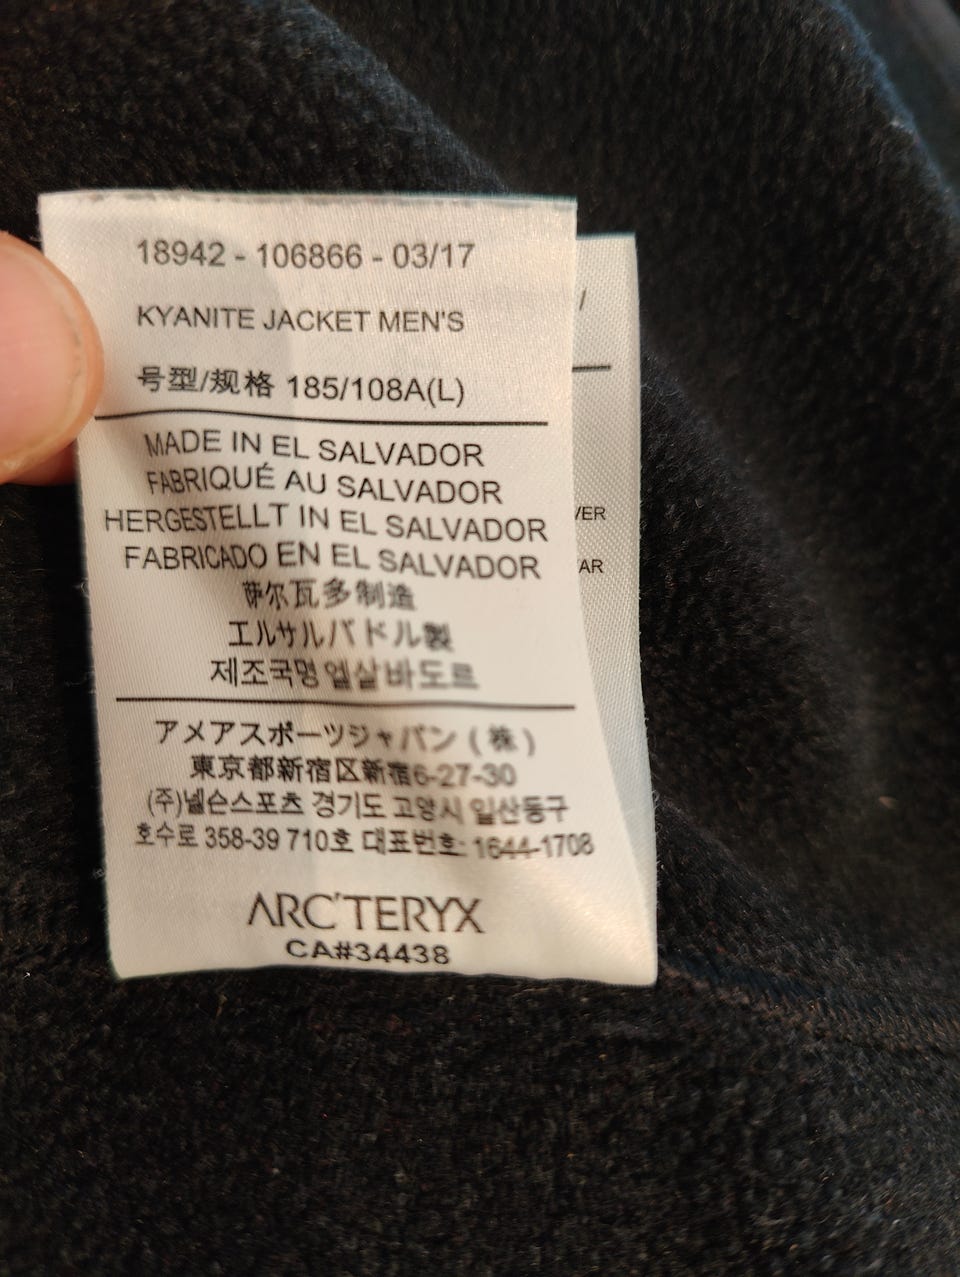 18942 - 106866 - 03/17
KYANITE JACKET MEN'S
号型/规格 185/108A(L)
MADE IN EL SALVADOR
FABRIQUÉ AU SALVADOR
HERGESTELLT IN EL SALVADOR
FABRICADO EN EL SALVADOR
萨尔瓦多制造
エルサルバドル製
제조국명 엘살바도르
アメアスポーツジャパン (株)
東京都新宿区新宿6-27-30
(주)넬슨스포츠 경기도 고양시 일산동구
호수로 358-39 710호 대표번호: 1644-1708
ARC'TERYX
CA#34438